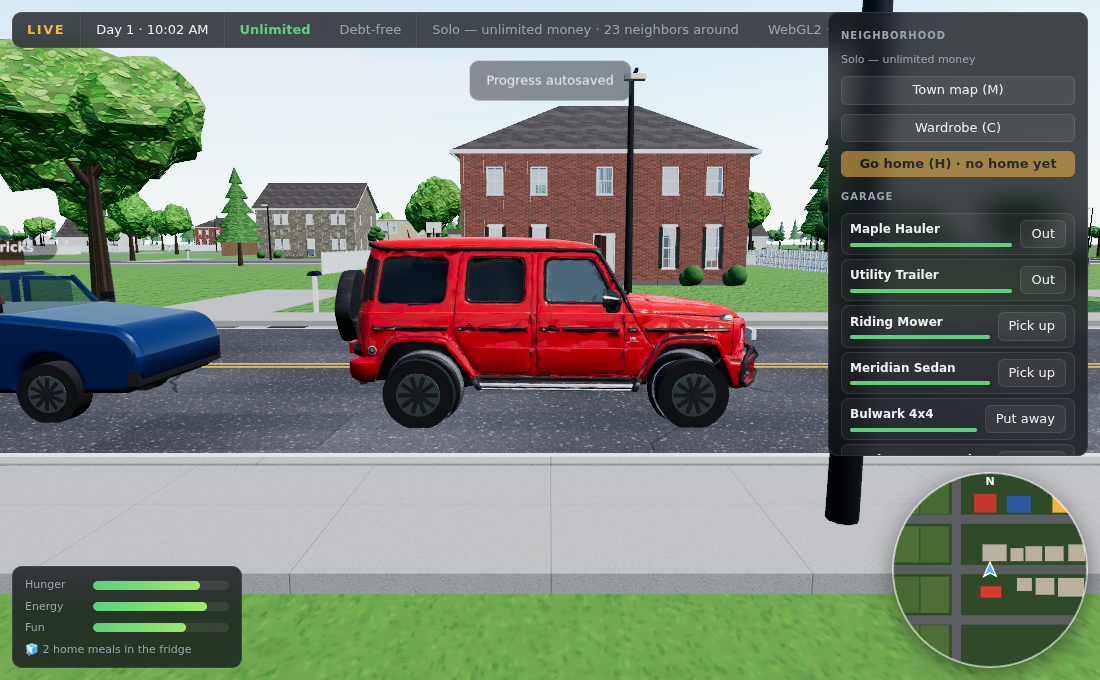 LIVE
Day 1 · 10:02 AM
Unlimited
Debt-free
Solo — unlimited money · 23 neighbors around
WebGL2
Progress autosaved
NEIGHBORHOOD
Solo — unlimited money
Town map (M)
Wardrobe (C)
Go home (H) · no home yet
GARAGE
Maple Hauler
Out
Utility Trailer
Out
Riding Mower
Pick up
Meridian Sedan
Pick up
Bulwark 4x4
Put away
ricks
N
Hunger
Energy
Fun
🧊 2 home meals in the fridge